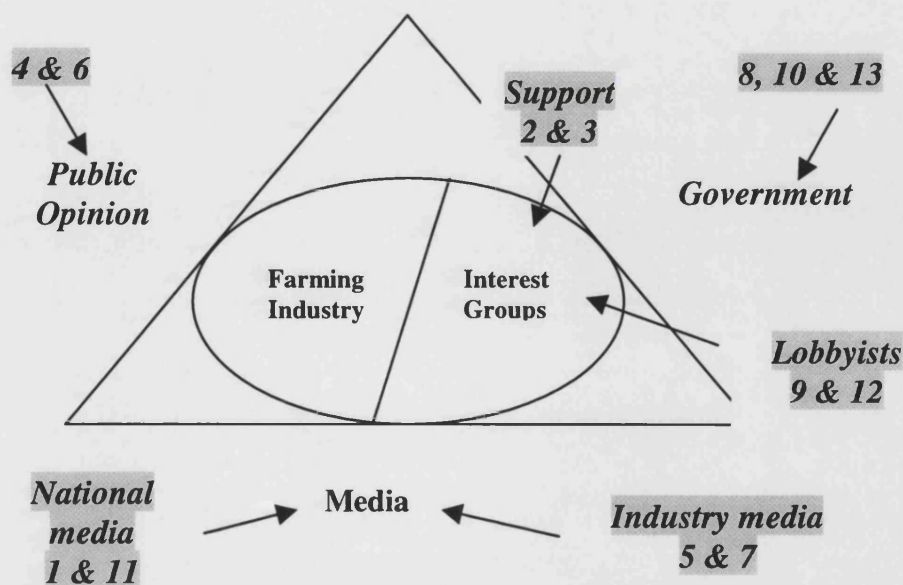 4 & 6
8, 10 & 13
Support
2 & 3
Public
Opinion
Government
Farming
Industry
Interest
Groups
Lobbyists
9 & 12
National
media
1 & 11
Media
Industry media
5 & 7